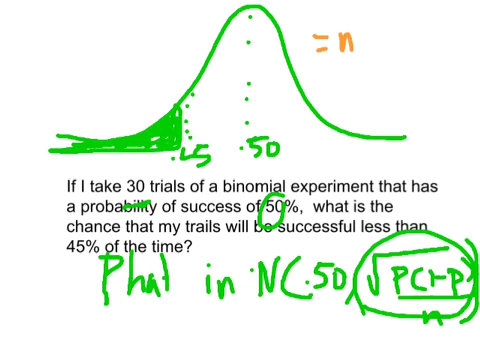 = n
.45 .50
If I take 30 trials of a binomial experiment that has
a probability of success of 50%, what is the
chance that my trails will be successful less than
45% of the time?
Phat in N(.50, √p(1-p)
n